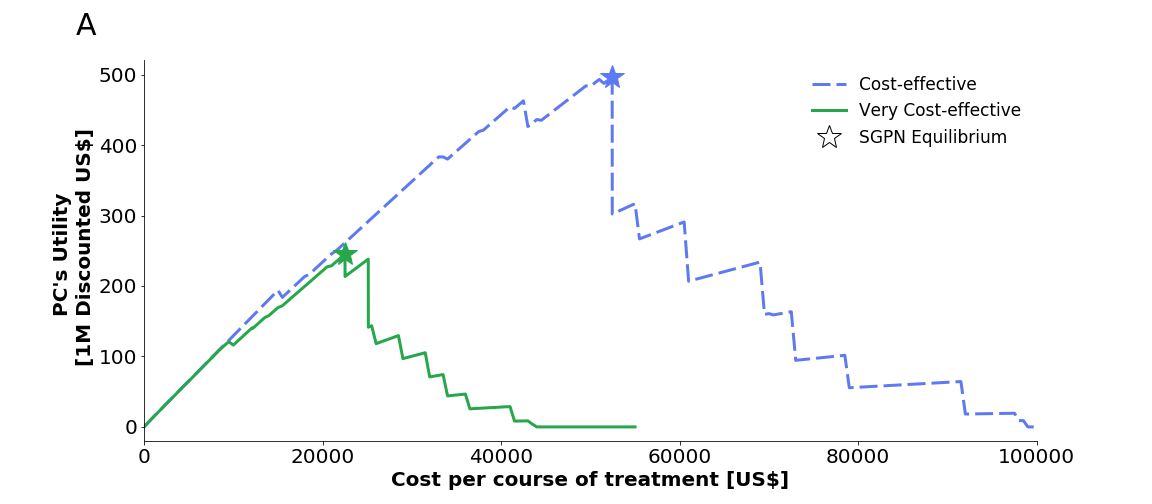 A
PC's Utility
[1M Discounted US$]
500
400
300
200
100
0
Cost-effective
Very Cost-effective
SGPN Equilibrium
0 20000 40000 60000 80000 100000
Cost per course of treatment [US$]